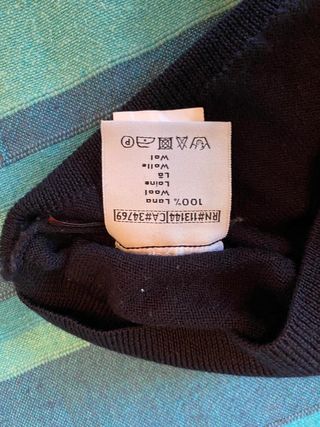 RN#113144 CA#34769
100% Lana
Wool
Laine
Lã
Wolle
Wol
P